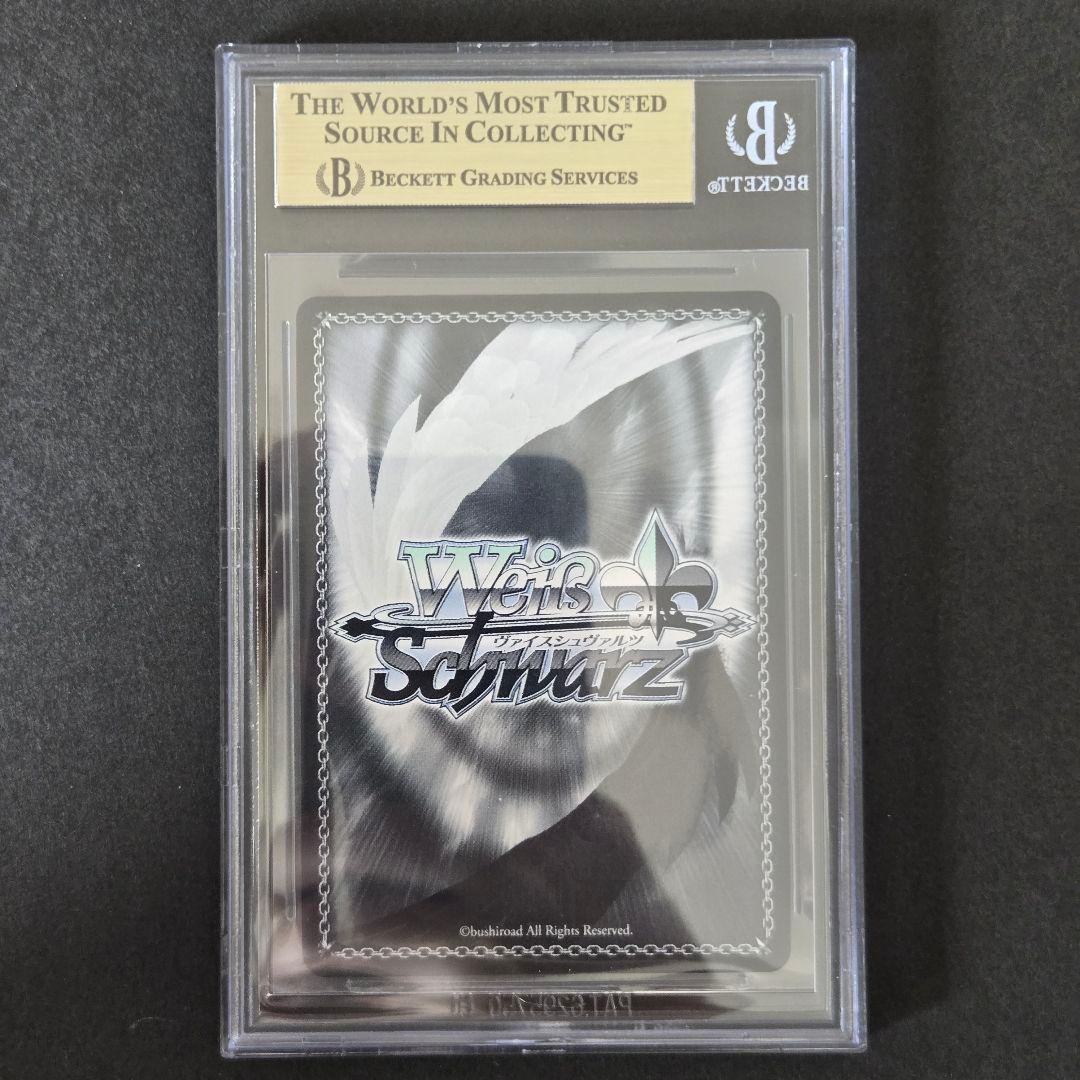 THE WORLD'S MOST TRUSTED
SOURCE IN COLLECTING™
B BECKETT GRADING SERVICES
B
BECKETT®
Weiß
ヴァイスシュヴァルツ
Schwarz
©bushiroad All Rights Reserved.